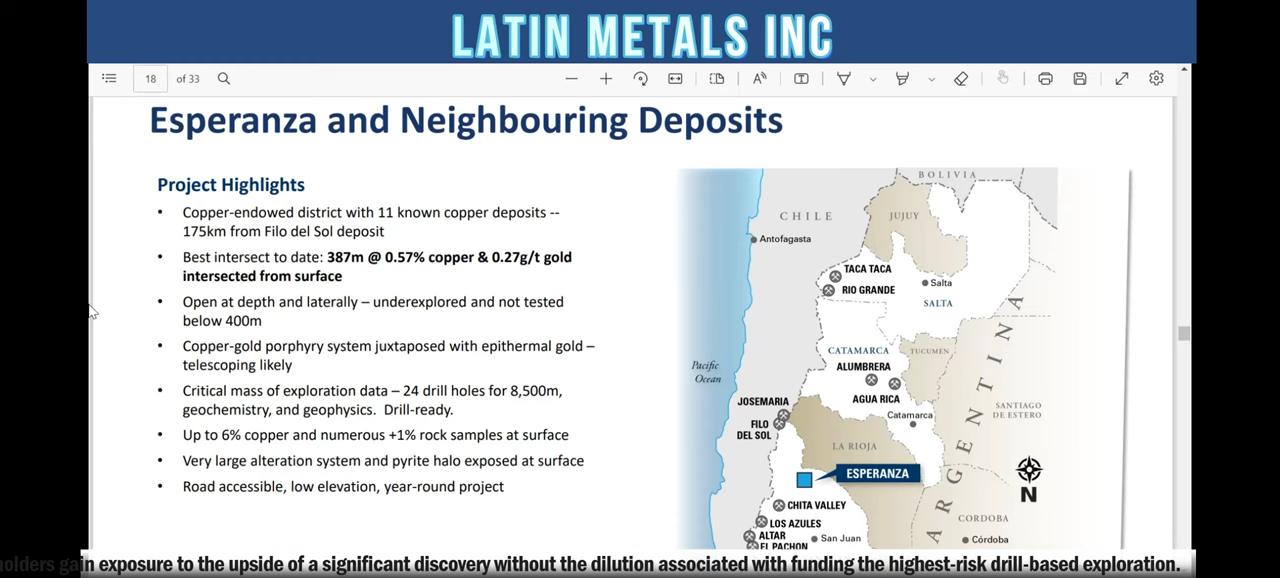 LATIN METALS INC
18 of 33
Esperanza and Neighbouring Deposits
Project Highlights
• Copper-endowed district with 11 known copper deposits --
175km from Filo del Sol deposit
• Best intersect to date: 387m @ 0.57% copper & 0.27g/t gold
intersected from surface
• Open at depth and laterally – underexplored and not tested
below 400m
• Copper-gold porphyry system juxtaposed with epithermal gold –
telescoping likely
• Critical mass of exploration data – 24 drill holes for 8,500m,
geochemistry, and geophysics. Drill-ready.
• Up to 6% copper and numerous +1% rock samples at surface
• Very large alteration system and pyrite halo exposed at surface
• Road accessible, low elevation, year-round project
BOLIVIA
CHILE
JUJUY
Antofagasta
TACA TACA
RIO GRANDE
Salta
SALTA
ARGENTINA
CATAMARCA
TUCUMEN
Pacific
Ocean
ALUMBRERA
AGUA RICA
JOSEMARIA
SANTIAGO
DE ESTERO
Catamarca
FILO
DEL SOL
LA RIOJA
ESPERANZA
N
CHITA VALLEY
LOS AZULES
CORDOBA
ALTAR
San Juan
Córdoba
EL PACHON
holders gain exposure to the upside of a significant discovery without the dilution associated with funding the highest-risk drill-based exploration.